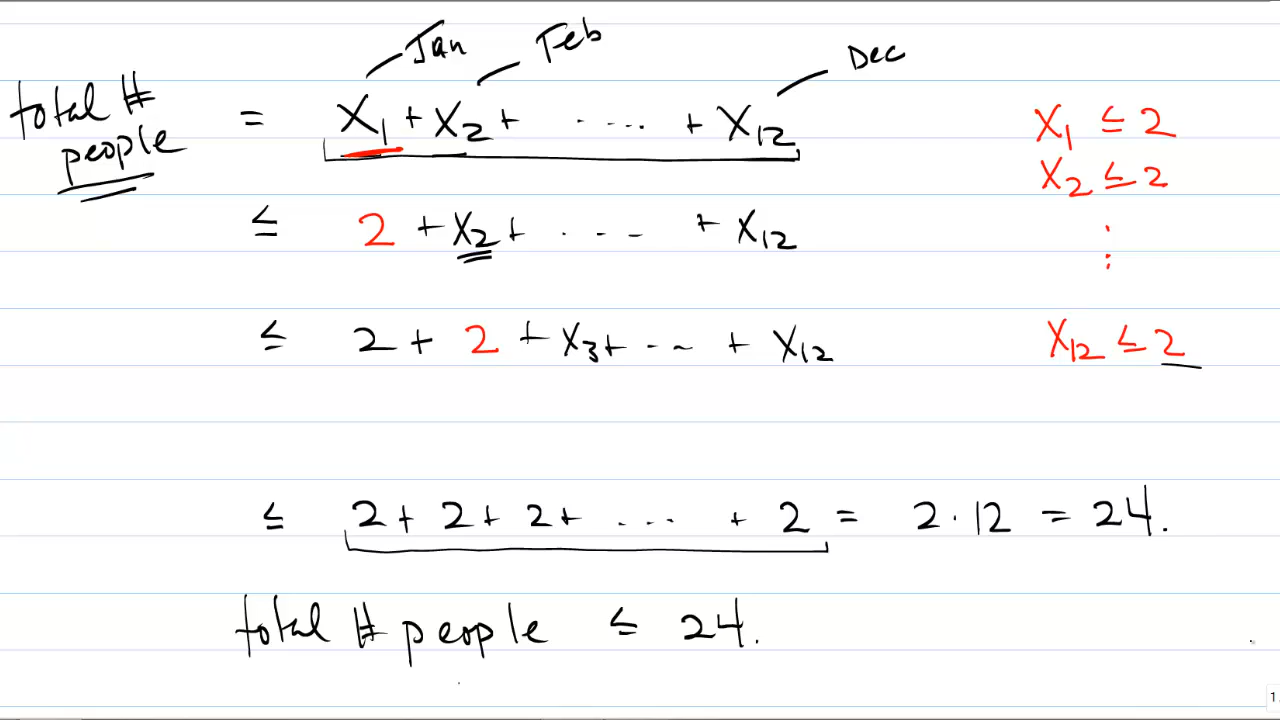 Jan Feb Dec
total # people = X₁ + X₂ + ..... + X₁₂
X₁ ≤ 2
X₂ ≤ 2
:
:
X₁₂ ≤ 2
≤ 2 + X₂ + .... + X₁₂
≤ 2 + 2 + X₃ + .... + X₁₂
≤ 2 + 2 + 2 + ..... + 2 = 2 · 12 = 24.
total # people ≤ 24.
1